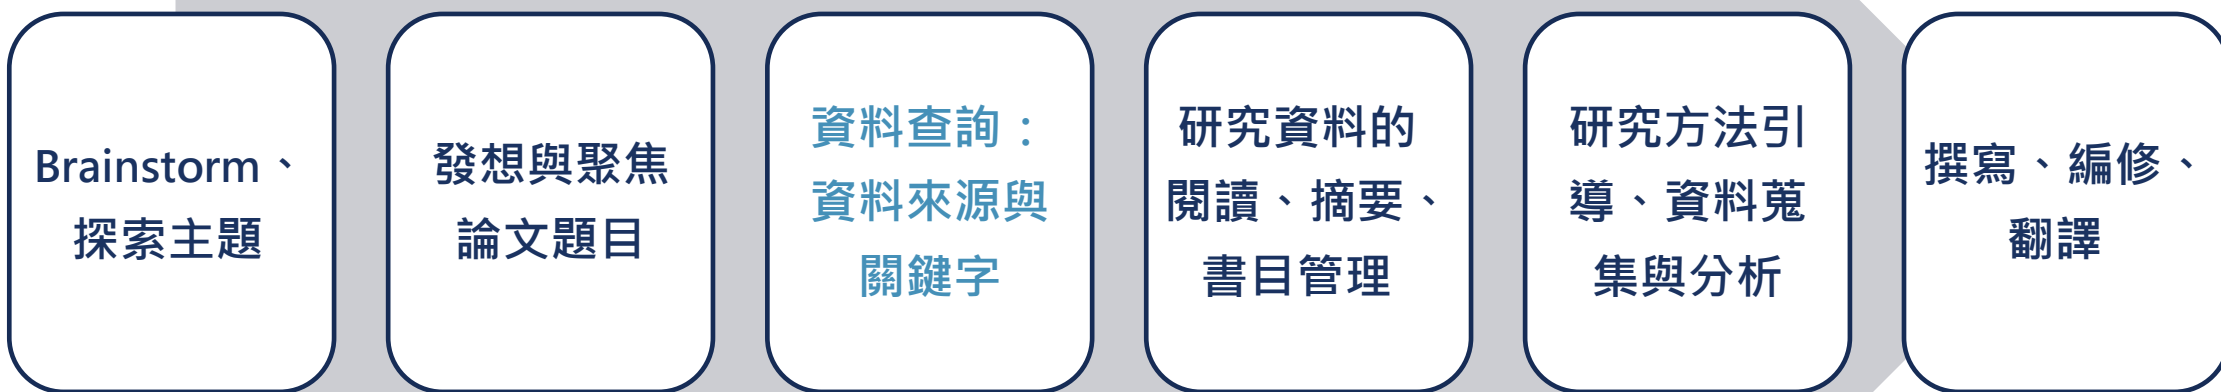 Brainstorm、
探索主題
發想與聚焦
論文題目
資料查詢：
資料來源與
關鍵字
研究資料的
閱讀、摘要、
書目管理
研究方法引
導、資料蒐
集與分析
撰寫、編修、
翻譯